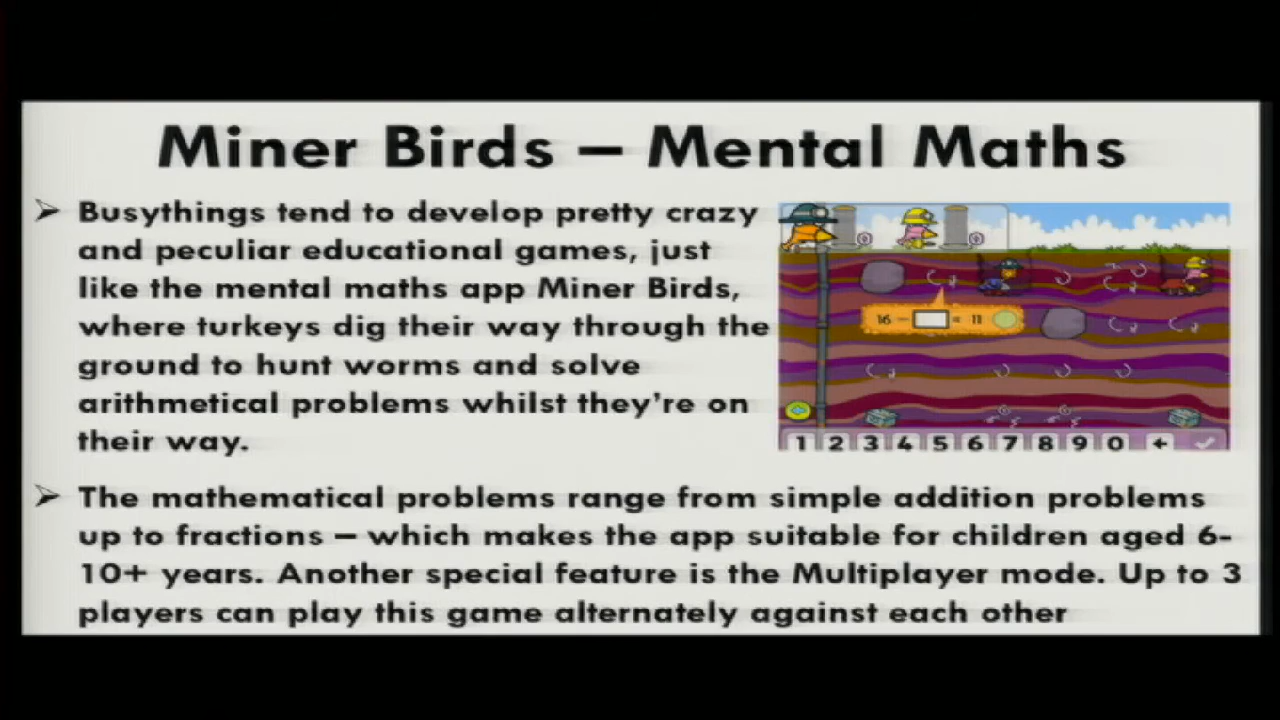 Miner Birds – Mental Maths
➢ Busythings tend to develop pretty crazy
and peculiar educational games, just
like the mental maths app Miner Birds,
where turkeys dig their way through the
ground to hunt worms and solve
arithmetical problems whilst they're on
their way.
16 − = 11
1 2 3 4 5 6 7 8 9 0
➢ The mathematical problems range from simple addition problems
up to fractions – which makes the app suitable for children aged 6-
10+ years. Another special feature is the Multiplayer mode. Up to 3
players can play this game alternately against each other